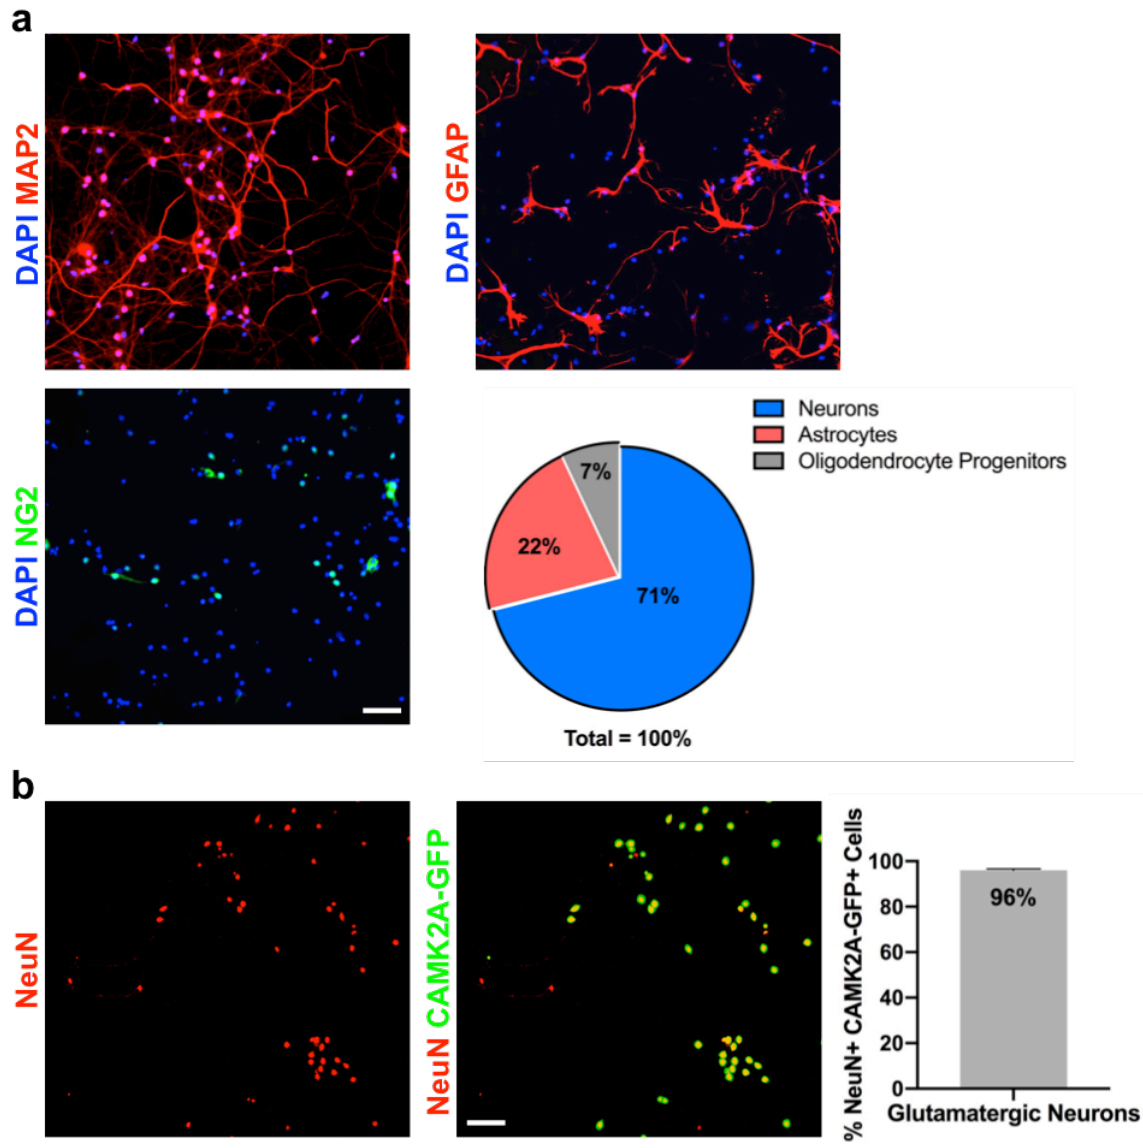 a
DAPI MAP2
DAPI GFAP
DAPI NG2
Neurons
Astrocytes
Oligodendrocyte Progenitors
7%
22%
71%
Total = 100%
b
NeuN
NeuN CAMK2A-GFP
% NeuN+ CAMK2A-GFP+ Cells
100
80
60
40
20
0
96%
Glutamatergic Neurons